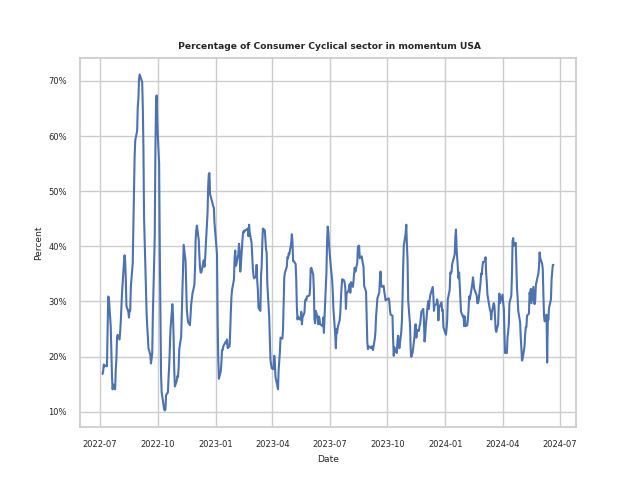 Percentage of Consumer Cyclical sector in momentum USA
70%
60%
50%
40%
30%
20%
10%
Percent
2022-07 2022-10 2023-01 2023-04 2023-07 2023-10 2024-01 2024-04 2024-07
Date